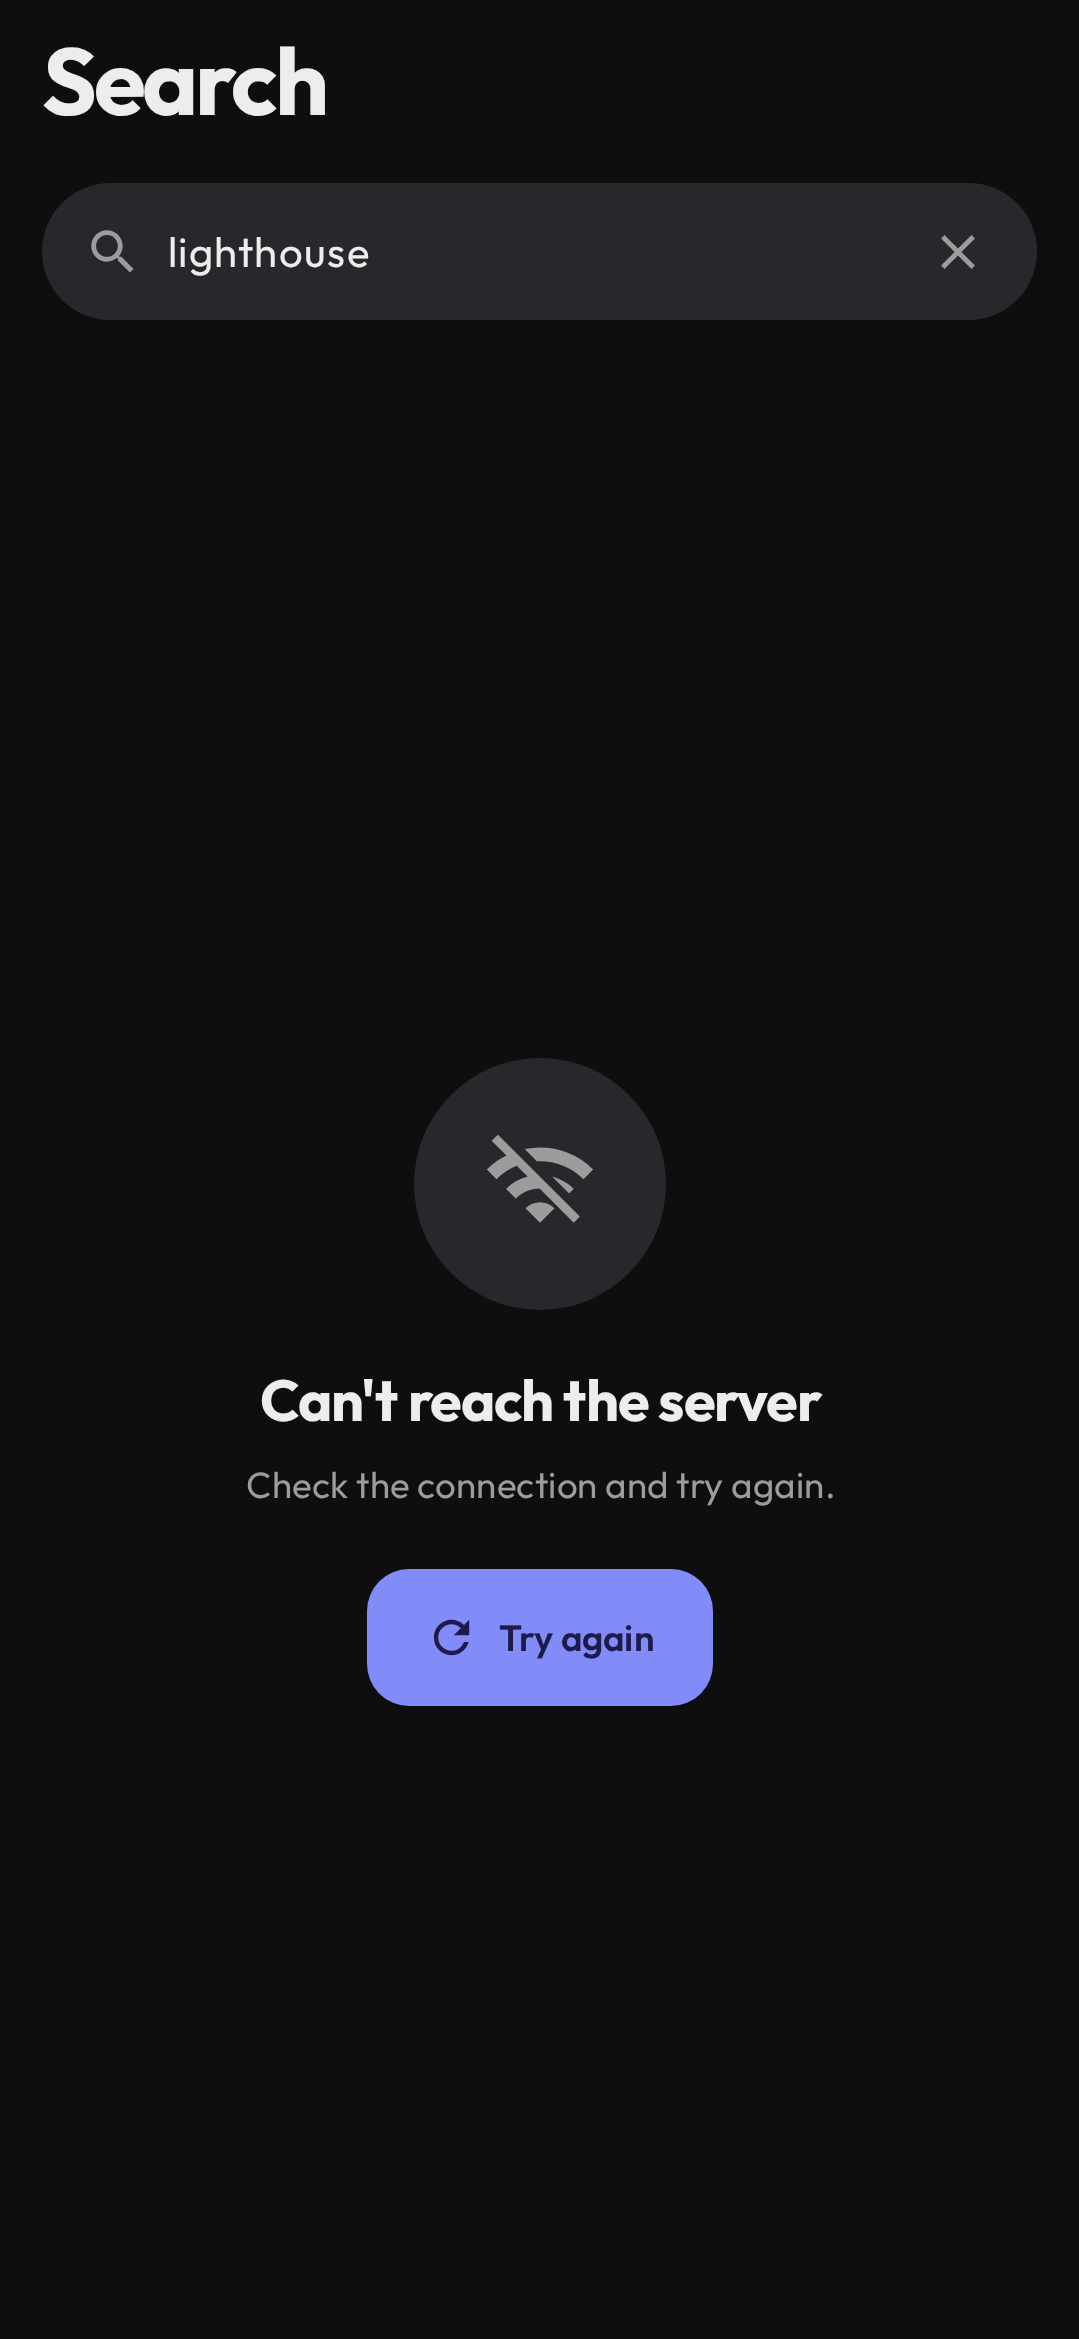 Search
lighthouse
Can't reach the server
Check the connection and try again.
Try again